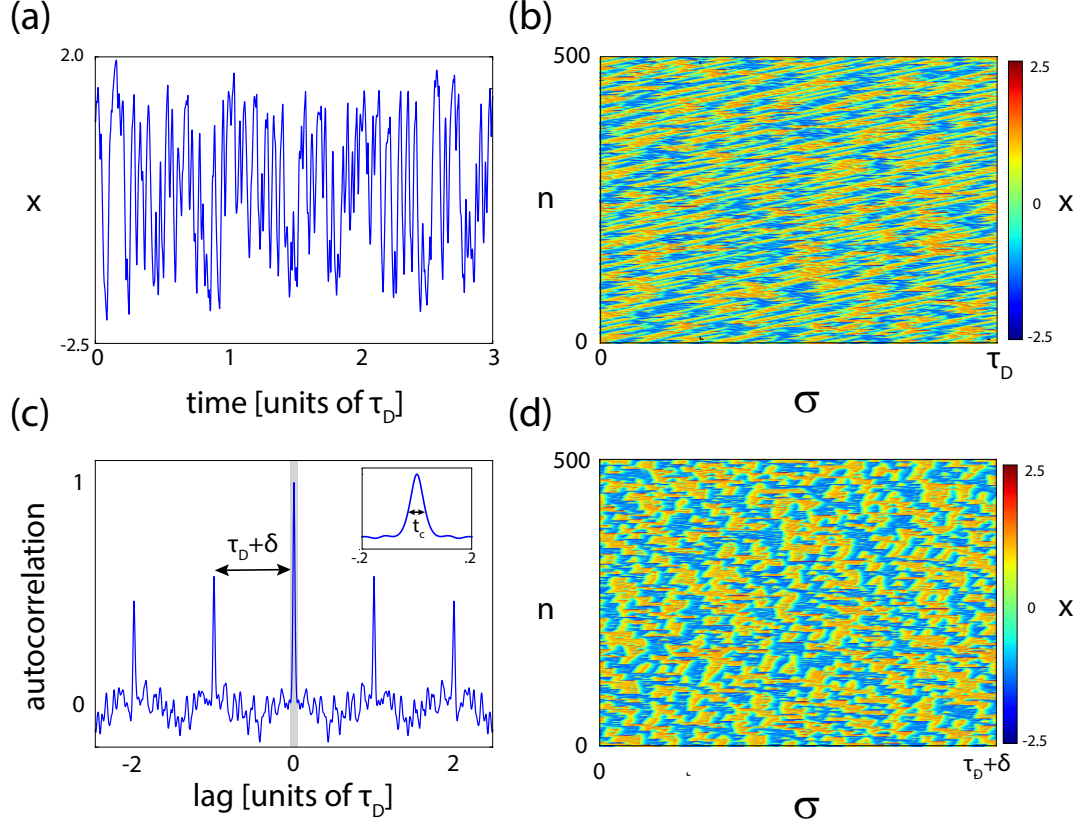 (a)
2.0
x
-2.5
0
1
2
3
time [units of τD]
(b)
500
n
0
0
τD
σ
2.5
0
x
-2.5
(c)
1
autocorrelation
0
τD+δ
tc
-.2
.2
-2
0
2
lag [units of τD]
(d)
500
n
0
0
τD+δ
σ
2.5
0
x
-2.5